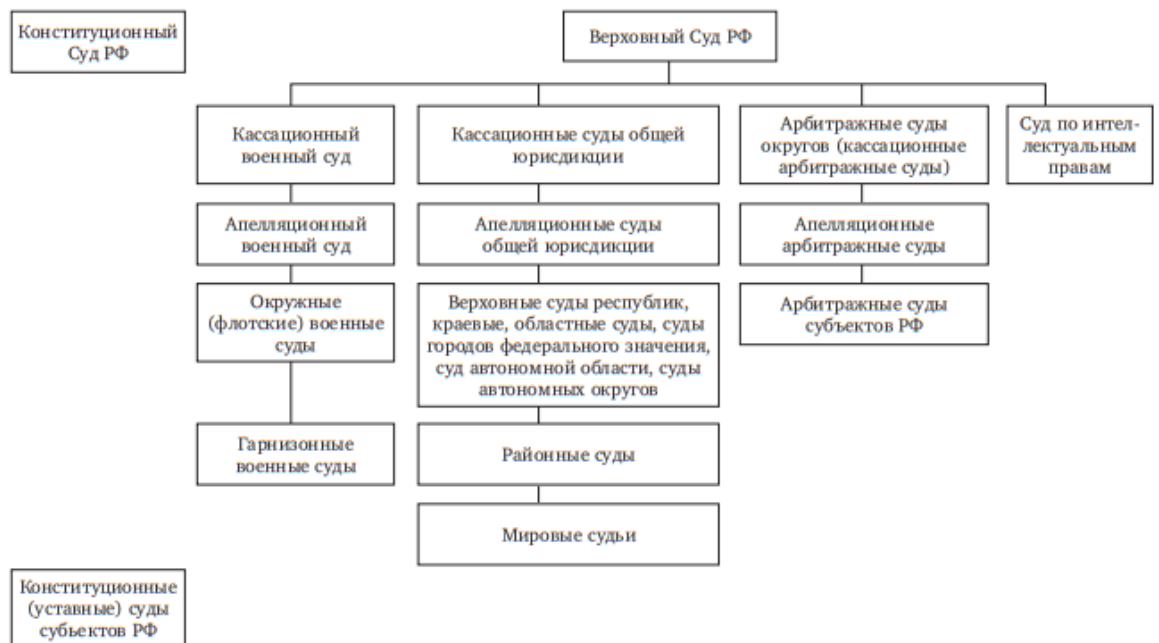 Конституционный
Суд РФ
Верховный Суд РФ
Кассационный
военный суд
Кассационные суды общей
юрисдикции
Арбитражные суды
округов (кассационные
арбитражные суды)
Суд по интел-
лектуальным
правам
Апелляционный
военный суд
Апелляционные суды
общей юрисдикции
Апелляционные
арбитражные суды
Окружные
(флотские) военные
суды
Верховные суды республик,
краевые, областные суды, суды
городов федерального значения,
суд автономной области, суды
автономных округов
Арбитражные суды
субъектов РФ
Гарнизонные
военные суды
Районные суды
Мировые судьи
Конституционные
(уставные) суды
субъектов РФ